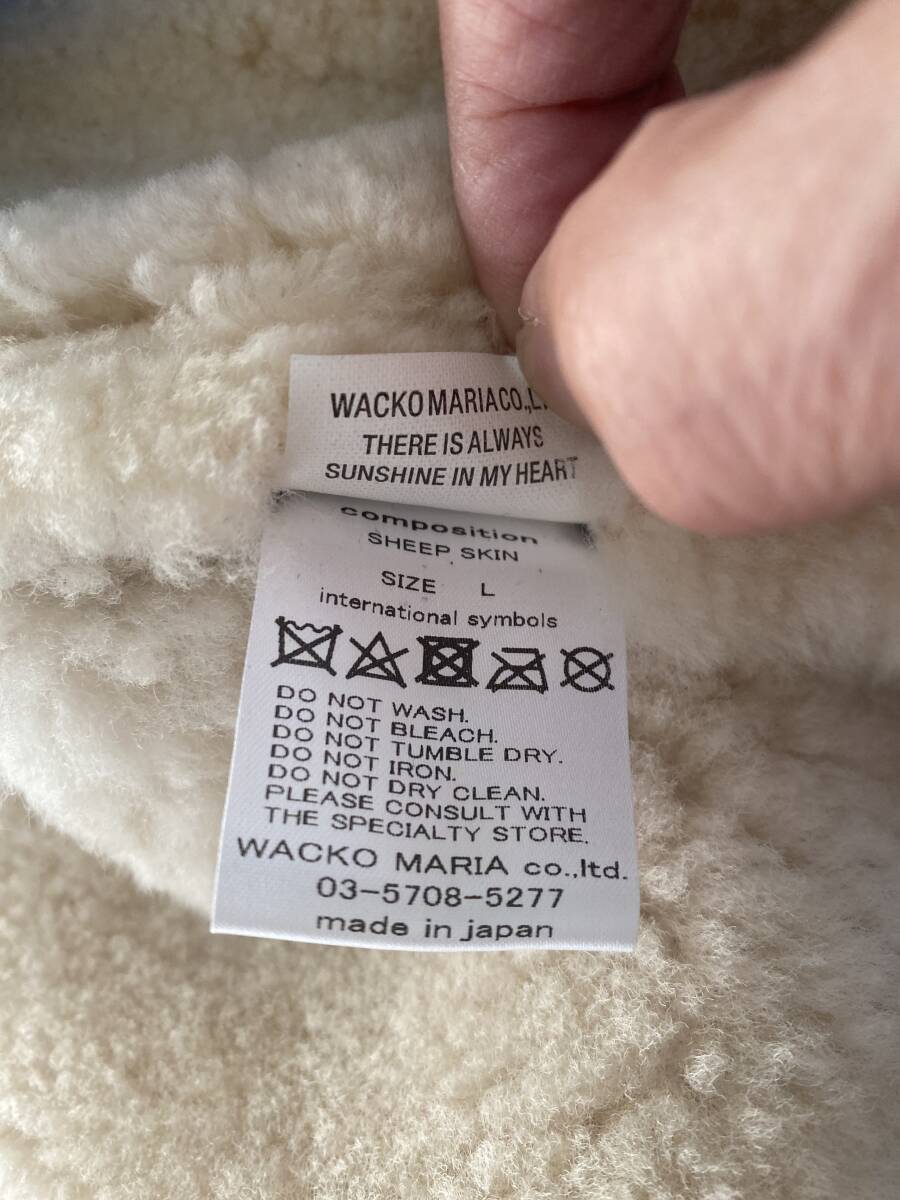 WACKO MARIA CO.,L
THERE IS ALWAYS
SUNSHINE IN MY HEART
composition
SHEEP SKIN
SIZE L
international symbols
DO NOT WASH.
DO NOT BLEACH.
DO NOT TUMBLE DRY.
DO NOT IRON.
DO NOT DRY CLEAN.
PLEASE CONSULT WITH
THE SPECIALTY STORE.
WACKO MARIA co.,ltd.
03-5708-5277
made in japan